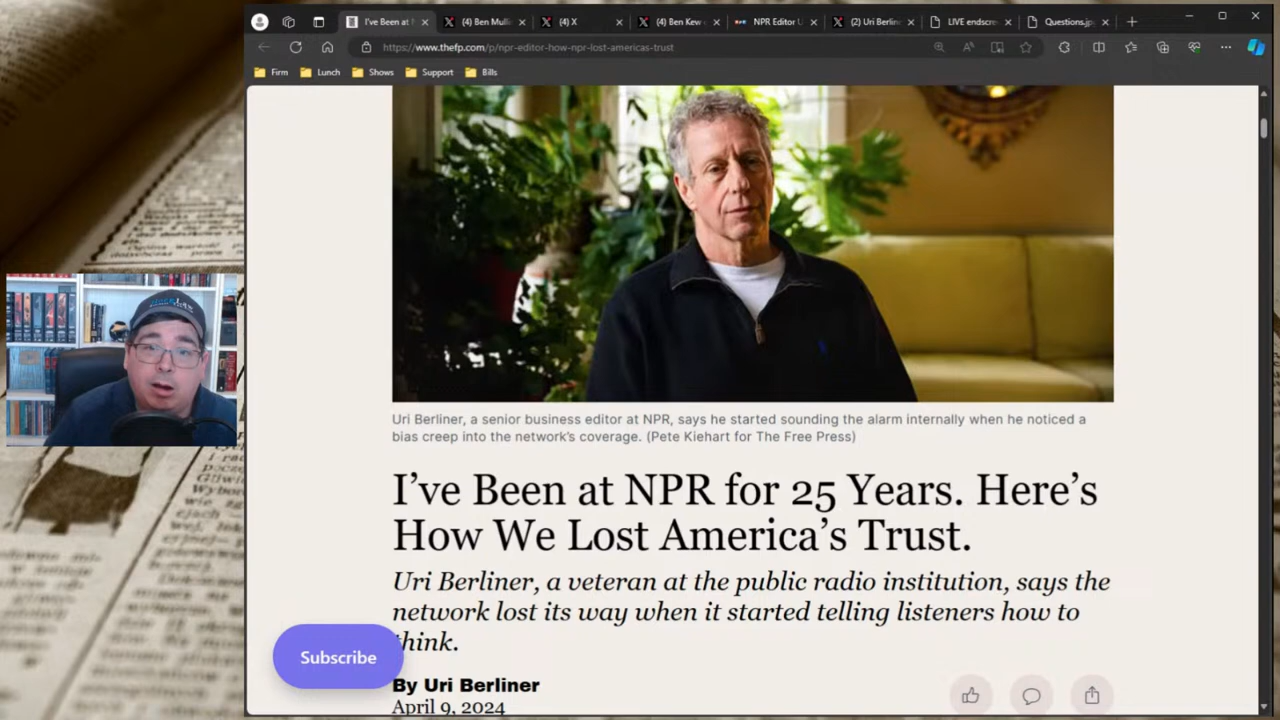 I've Been at N
(4) Ben Mulli
(4) X
(4) Ben Kew o
NPR Editor U
(2) Uri Berline
LIVE endscre
Questions.jp
https://www.thefp.com/p/npr-editor-how-npr-lost-americas-trust
Firm
Lunch
Shows
Support
Bills
Uri Berliner, a senior business editor at NPR, says he started sounding the alarm internally when he noticed a
bias creep into the network's coverage. (Pete Kiehart for The Free Press)
I've Been at NPR for 25 Years. Here's
How We Lost America's Trust.
Uri Berliner, a veteran at the public radio institution, says the
network lost its way when it started telling listeners how to
think.
Subscribe
By Uri Berliner
April 9, 2024